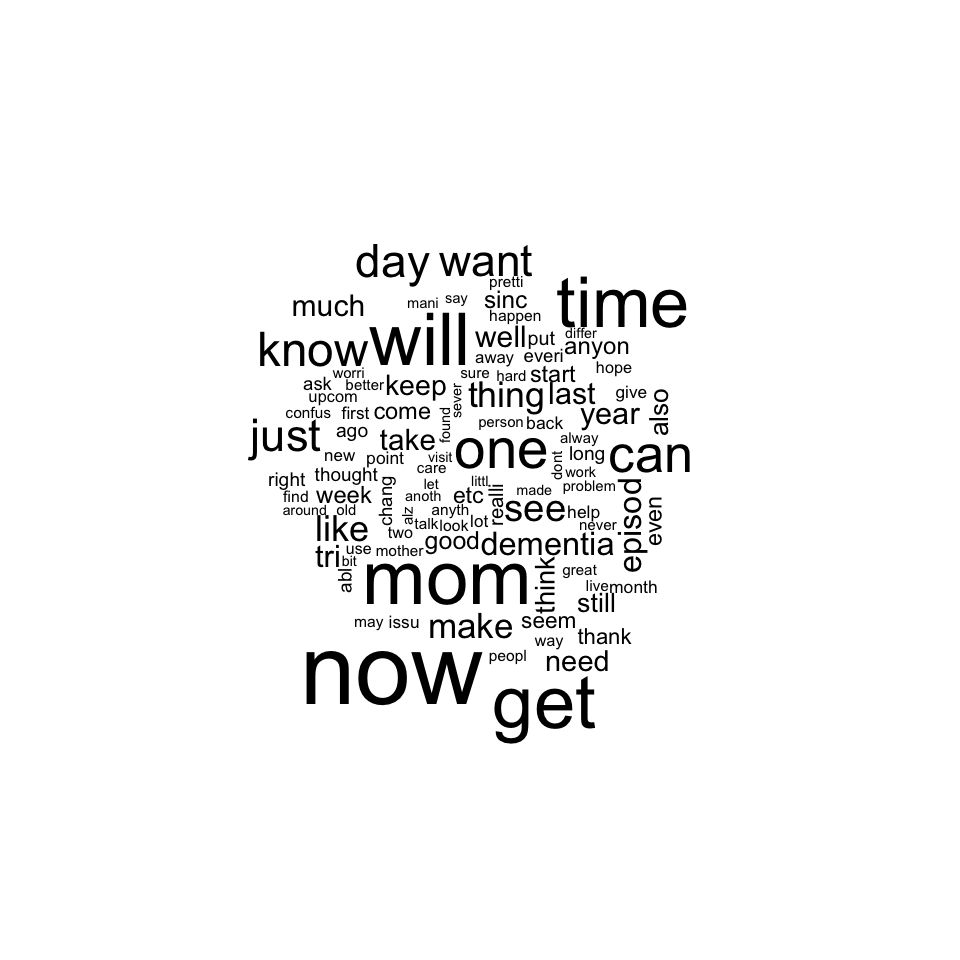 day want
pretti
time
much
mani
say
sinc
happen
know
will
well
put
differ
anyon
away
everi
hope
worri
sure
hard
start
ask
better
keep
sever
thing
last
give
also
upcom
confus
first
come
found
person
back
year
just
ago
take
one
alway
can
new
point
visit
dont
long
work
right
thought
care
find
week
chang
let
anoth
etc
littl
realli
made
problem
episod
around
old
alz
anyth
see
help
even
like
two
talk
look
lot
never
tri
use
bit
mother
good
dementia
abl
mom
think
great
live
month
still
may
issu
make
seem
way
thank
now
peopl
need
get